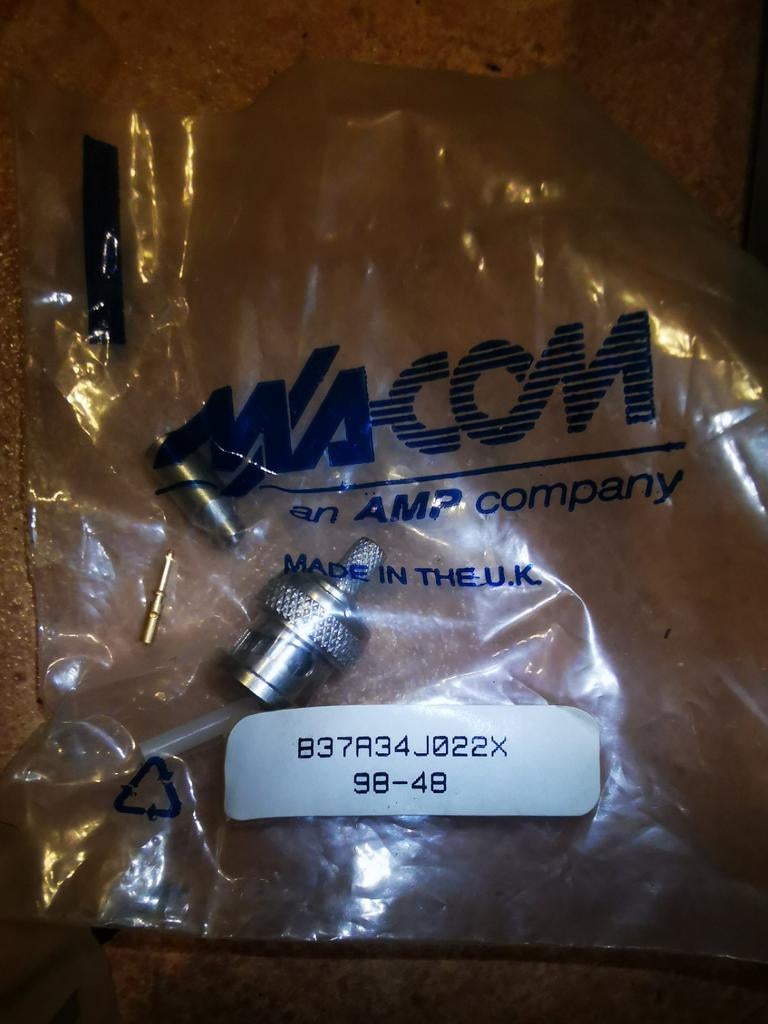 M/A-COM
an AMP company
MADE IN THE U.K.
B37A34J022X
98-48